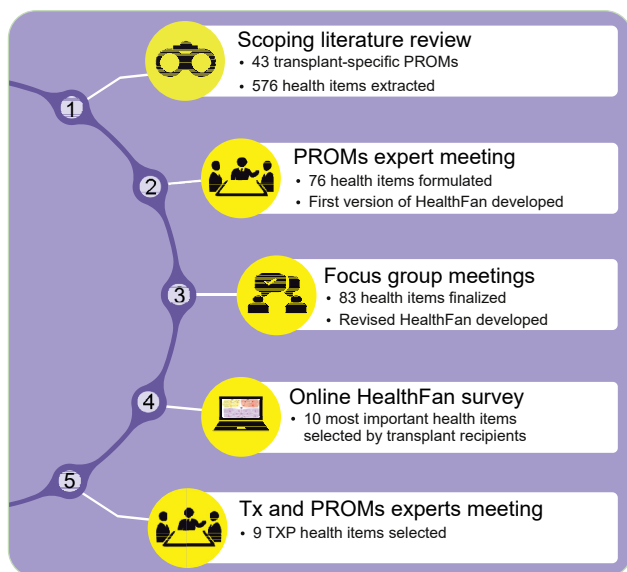 1
Scoping literature review
• 43 transplant-specific PROMs
• 576 health items extracted
2
PROMs expert meeting
• 76 health items formulated
• First version of HealthFan developed
3
Focus group meetings
• 83 health items finalized
• Revised HealthFan developed
4
Online HealthFan survey
• 10 most important health items
selected by transplant recipients
5
Tx and PROMs experts meeting
• 9 TXP health items selected